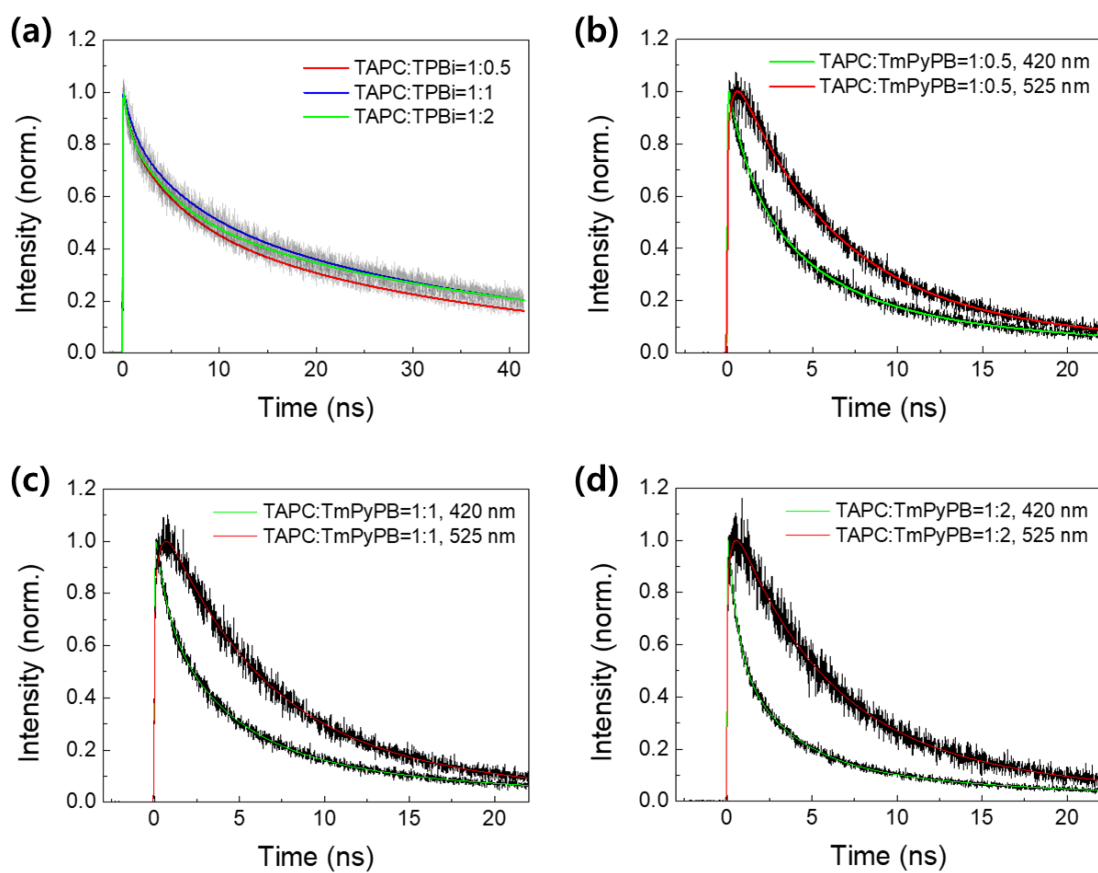 (a)
1.2
1.0
0.8
0.6
0.4
0.2
0.0
Intensity (norm.)
TAPC:TPBi=1:0.5
TAPC:TPBi=1:1
TAPC:TPBi=1:2
0 10 20 30 40
Time (ns)
(b)
1.2
1.0
0.8
0.6
0.4
0.2
0.0
Intensity (norm.)
TAPC:TmPyPB=1:0.5, 420 nm
TAPC:TmPyPB=1:0.5, 525 nm
0 5 10 15 20
Time (ns)
(c)
1.2
1.0
0.8
0.6
0.4
0.2
0.0
Intensity (norm.)
TAPC:TmPyPB=1:1, 420 nm
TAPC:TmPyPB=1:1, 525 nm
0 5 10 15 20
Time (ns)
(d)
1.2
1.0
0.8
0.6
0.4
0.2
0.0
Intensity (norm.)
TAPC:TmPyPB=1:2, 420 nm
TAPC:TmPyPB=1:2, 525 nm
0 5 10 15 20
Time (ns)